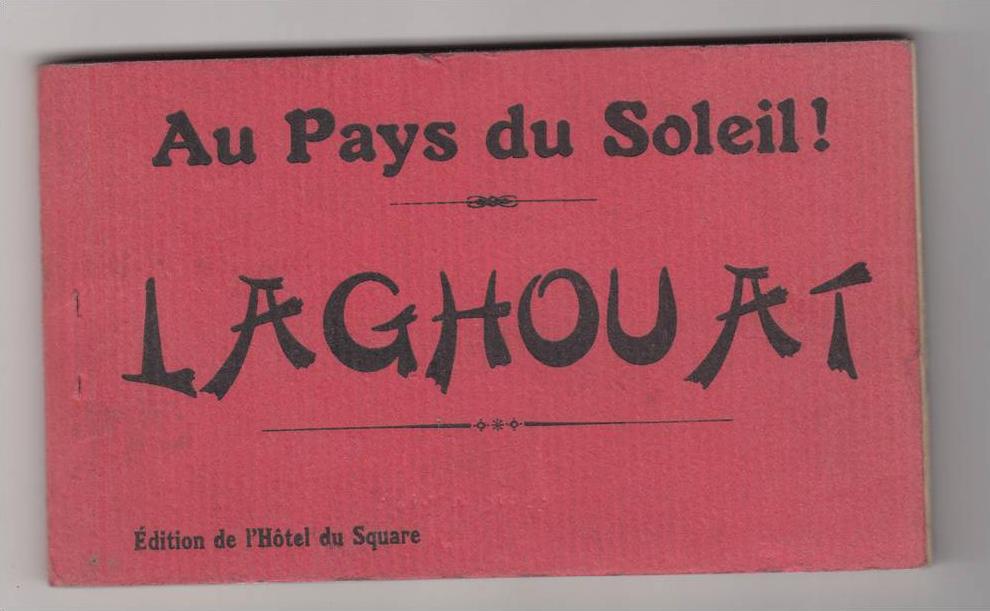 Au Pays du Soleil!
LAGHOUAT
Édition de l'Hôtel du Square